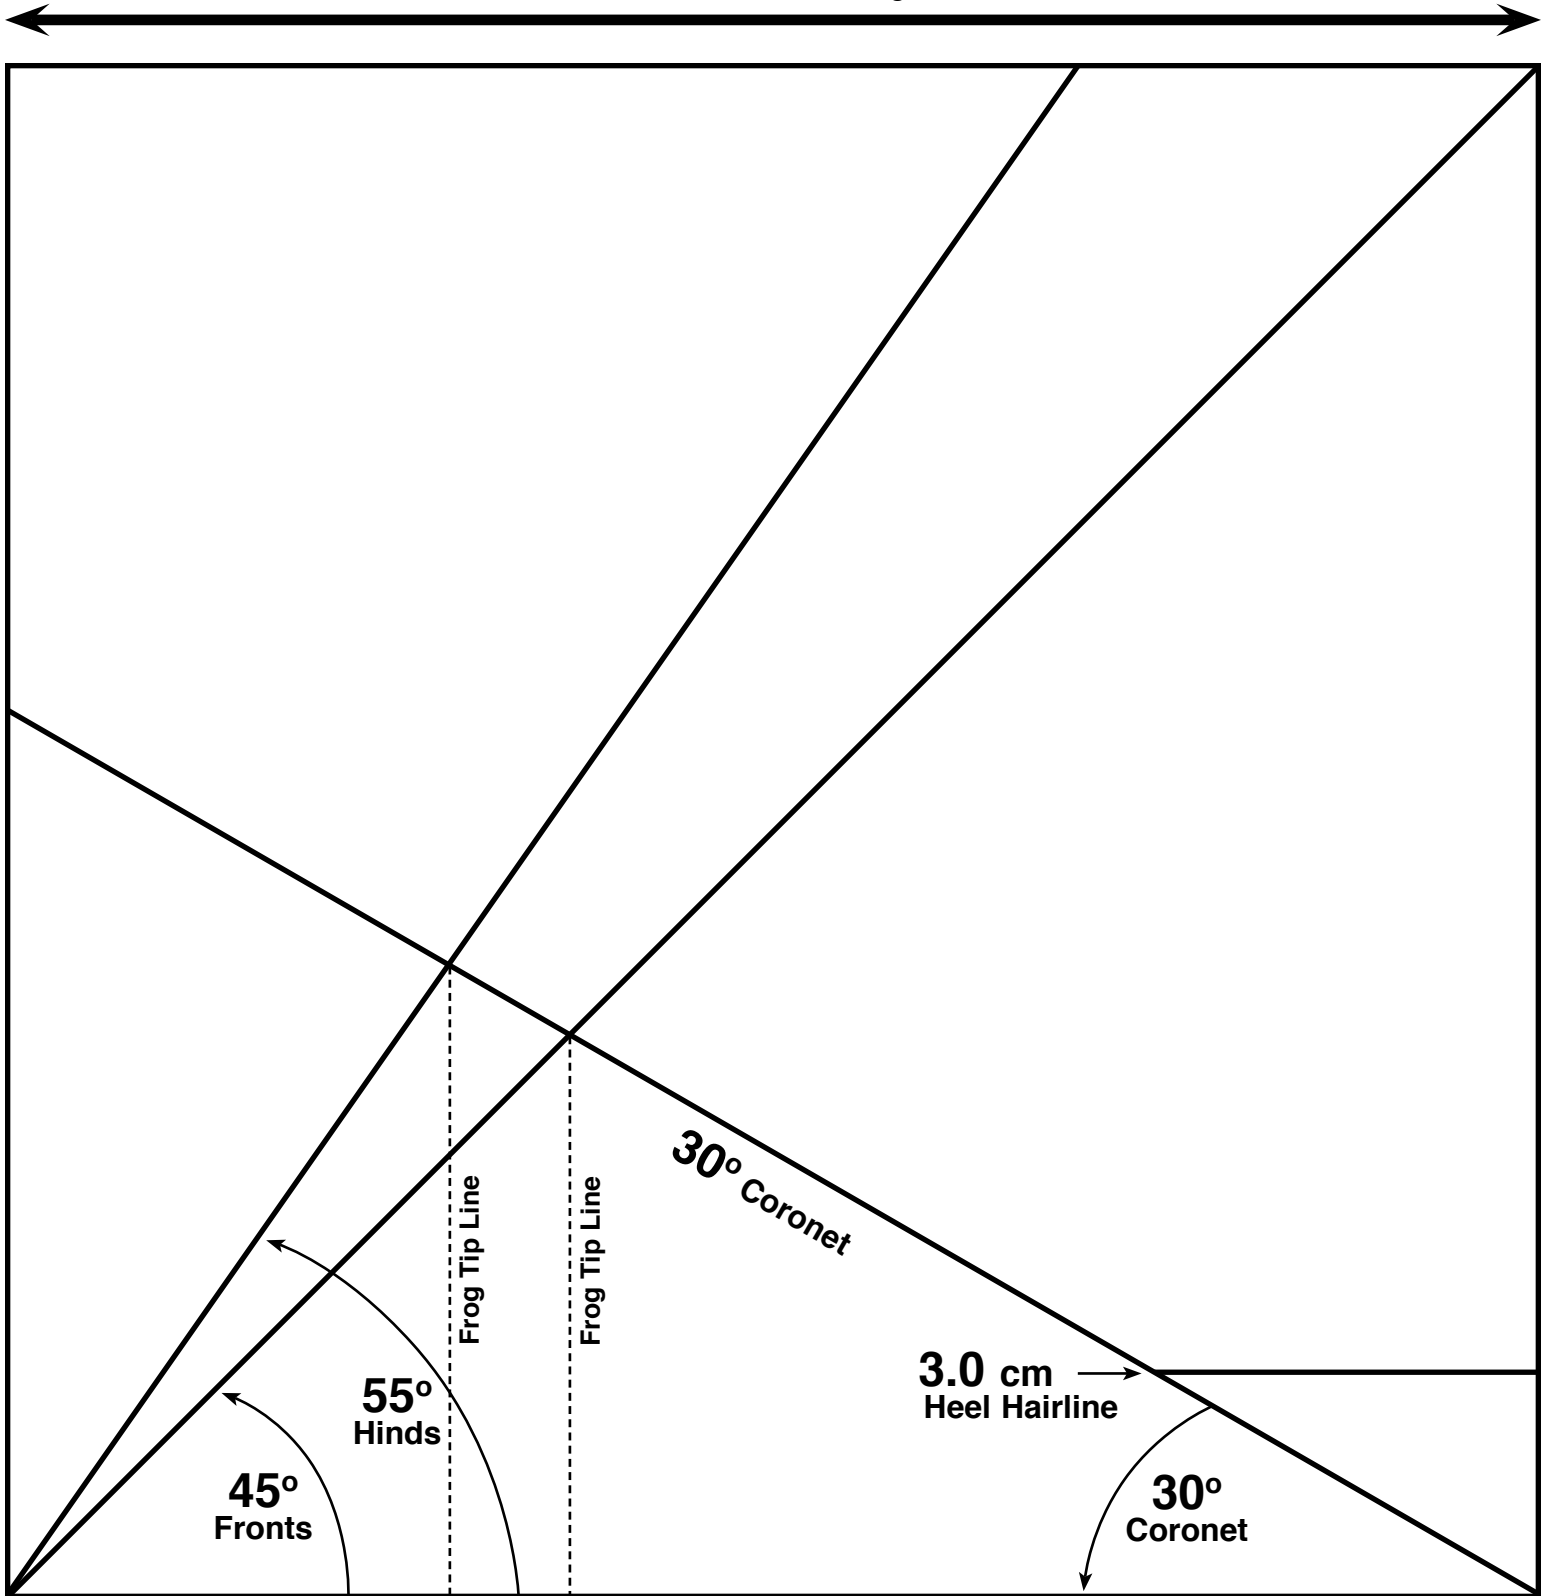 30º Coronet
Frog Tip Line
Frog Tip Line
3.0 cm
Heel Hairline
55º
Hinds
45º
Fronts
30º
Coronet